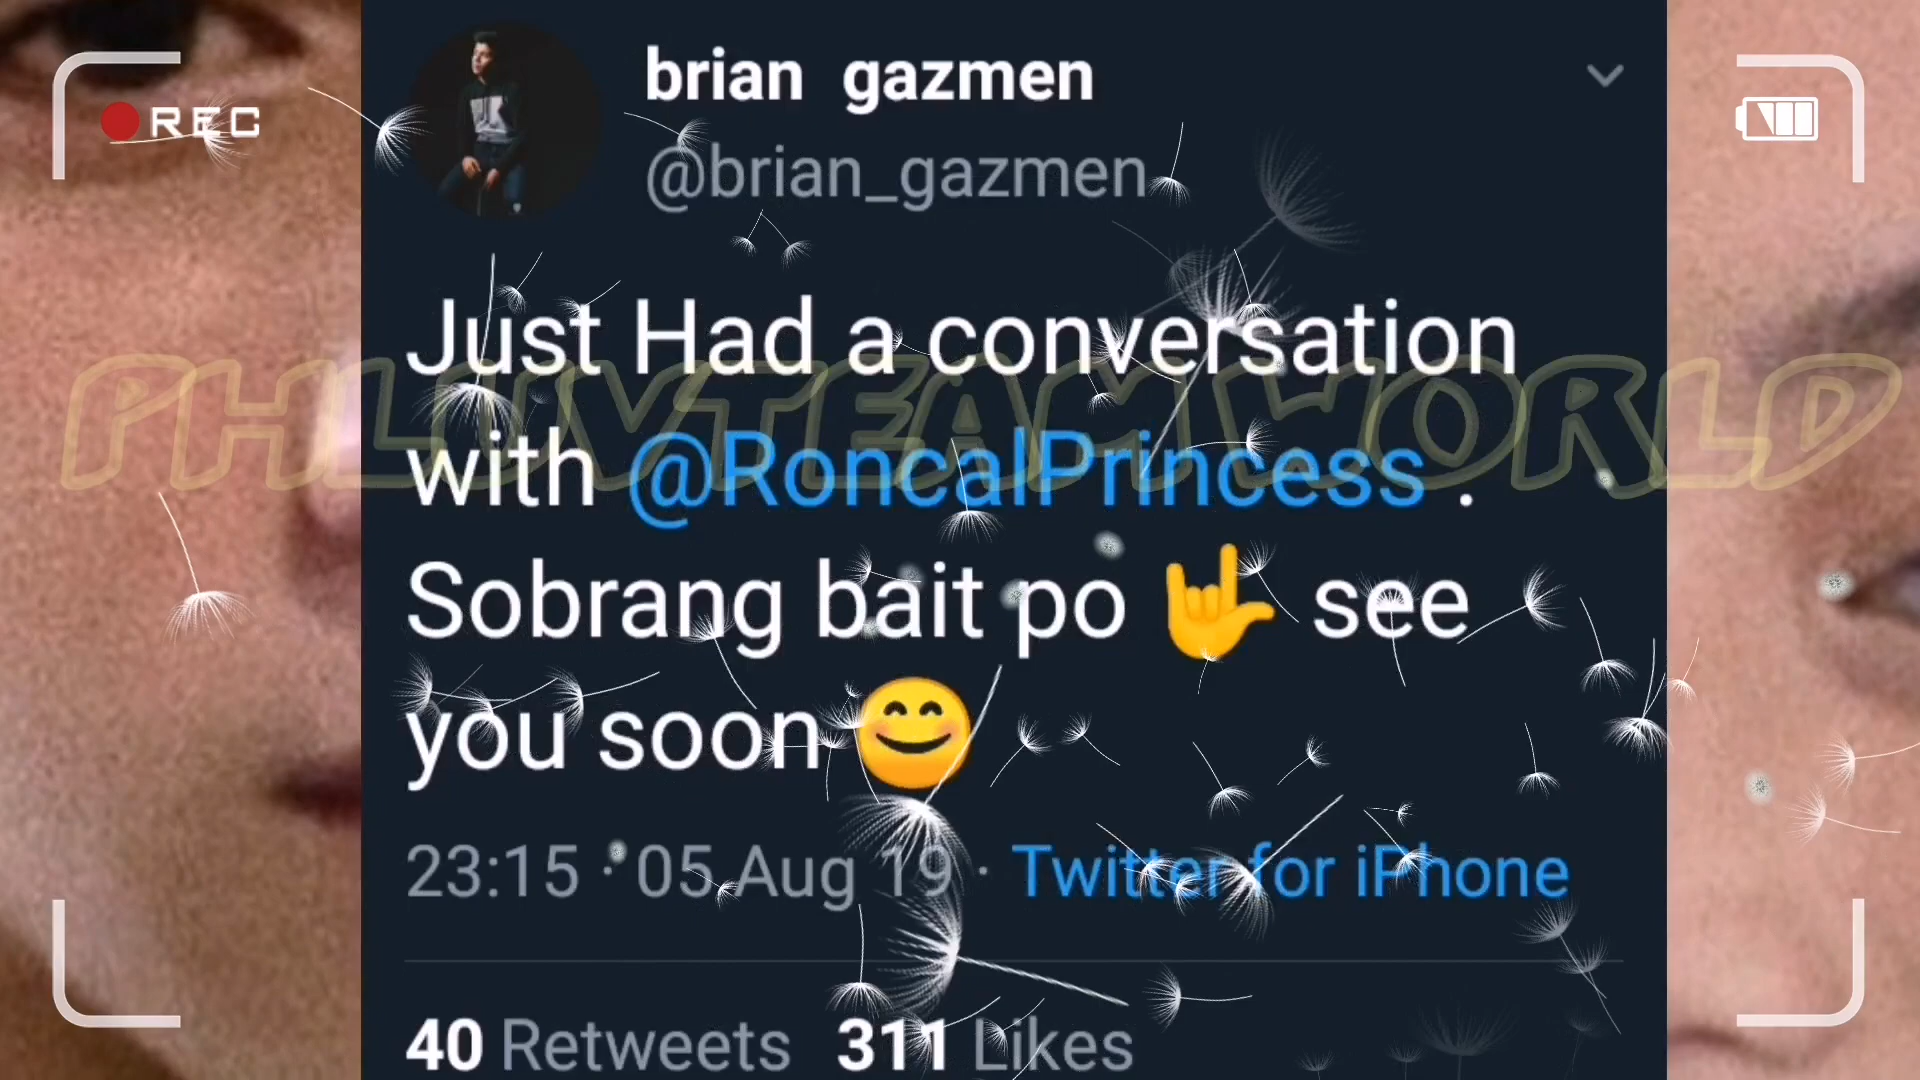 REC
brian gazmen
@brian_gazmen
Just Had a conversation
PHLUVTEAMWORLD
with @RoncalPrincess .
Sobrang bait po 🤟 see
you soon 😊
23:15 · 05 Aug 19 · Twitter for iPhone
40 Retweets 311 Likes